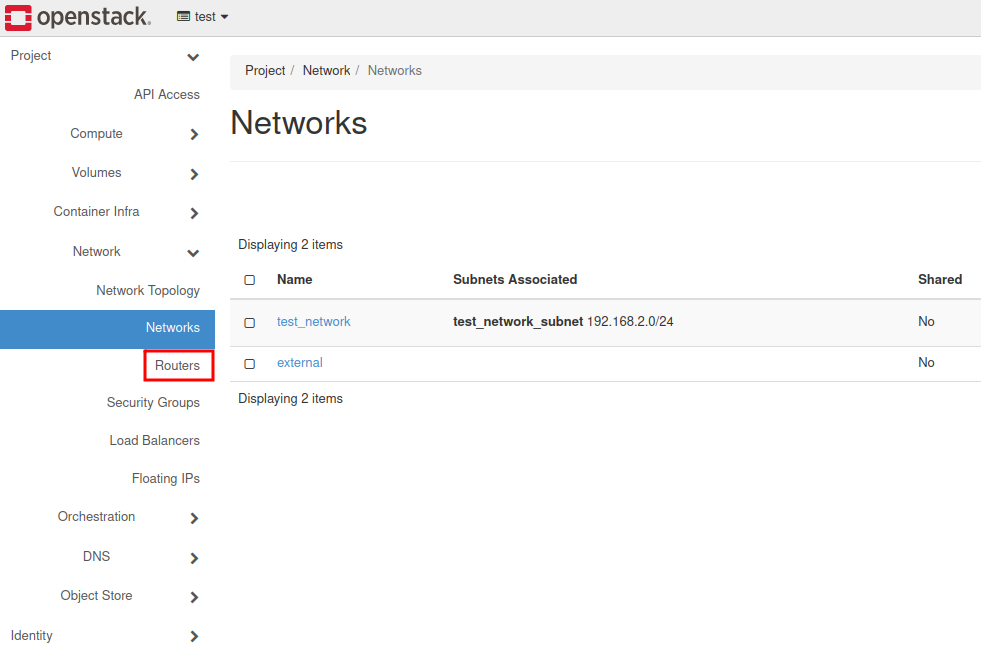 openstack. test
Project
API Access
Compute
Volumes
Container Infra
Network
Network Topology
Networks
Routers
Security Groups
Load Balancers
Floating IPs
Orchestration
DNS
Object Store
Identity
Project / Network / Networks
Networks
Displaying 2 items
Name Subnets Associated Shared
test_network test_network_subnet 192.168.2.0/24 No
external No
Displaying 2 items